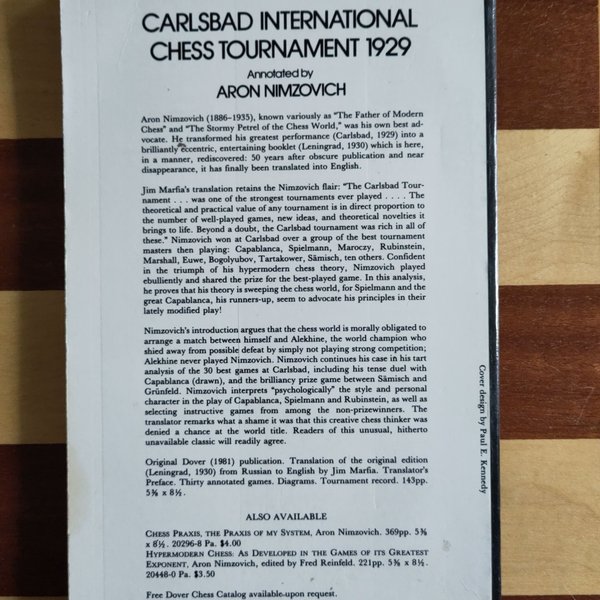 CARLSBAD INTERNATIONAL
CHESS TOURNAMENT 1929
Annotated by
ARON NIMZOVICH
Aron Nimzovich (1886–1935), known variously as "The Father of Modern
Chess" and "The Stormy Petrel of the Chess World," was his own best ad-
vocate. He transformed his greatest performance (Carlsbad, 1929) into a
brilliantly eccentric, entertaining booklet (Leningrad, 1930) which is here,
in a manner, rediscovered: 50 years after obscure publication and near
disappearance, it has finally been translated into English.
Jim Marfia's translation retains the Nimzovich flair: "The Carlsbad Tour-
nament . . . was one of the strongest tournaments ever played . . . . The
theoretical and practical value of any tournament is in direct proportion to
the number of well-played games, new ideas, and theoretical novelties it
brings to life. Beyond a doubt, the Carlsbad tournament was rich in all of
these." Nimzovich won at Carlsbad over a group of the best tournament
masters then playing: Capablanca, Spielmann, Maroczy, Rubinstein,
Marshall, Euwe, Bogolyubov, Tartakower, Sämisch, ten others. Confident
in the triumph of his hypermodern chess theory, Nimzovich played
ebulliently and shared the prize for the best-played game. In this analysis,
he proves that his theory is sweeping the chess world, for Spielmann and the
great Capablanca, his runners-up, seem to advocate his principles in their
lately modified play!
Nimzovich's introduction argues that the chess world is morally obligated to
arrange a match between himself and Alekhine, the world champion who
shied away from possible defeat by simply not playing strong competition;
Alekhine never played Nimzovich. Nimzovich continues his case in his tart
analysis of the 30 best games at Carlsbad, including his tense duel with
Capablanca (drawn), and the brilliancy prize game between Sämisch and
Grünfeld. Nimzovich interprets "psychologically" the style and personal
character in the play of Capablanca, Spielmann and Rubinstein, as well as
selecting instructive games from among the non-prizewinners. The
translator remarks what a shame it was that this creative chess thinker was
denied a chance at the world title. Readers of this unusual, hitherto
unavailable classic will readily agree.
Original Dover (1981) publication. Translation of the original edition
(Leningrad, 1930) from Russian to English by Jim Marfia. Translator's
Preface. Thirty annotated games. Diagrams. Tournament record. 143pp.
5⅜ x 8½.
ALSO AVAILABLE
CHESS PRAXIS, THE PRAXIS OF MY SYSTEM, Aron Nimzovich. 369pp. 5⅜
x 8½. 20296-8 Pa. $4.00
HYPERMODERN CHESS: AS DEVELOPED IN THE GAMES OF ITS GREATEST
EXPONENT, Aron Nimzovich, edited by Fred Reinfeld. 221pp. 5⅜ x 8½.
20448-0 Pa. $3.50
Free Dover Chess Catalog available upon request.
Cover design by Paul E. Kennedy